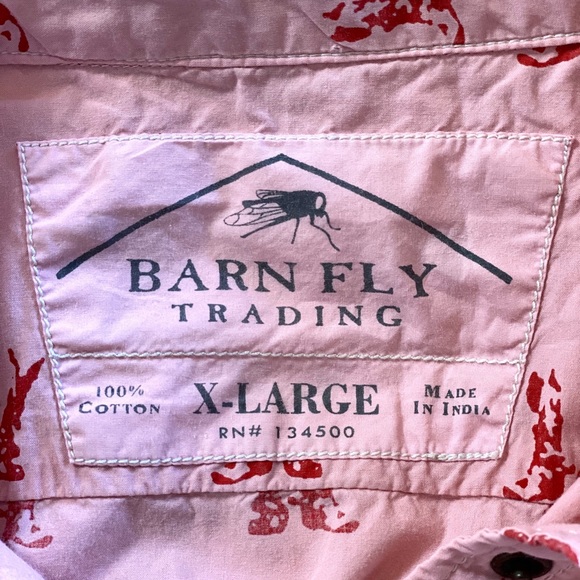 BARN FLY
TRADING
100%
COTTON
X-LARGE
RN# 134500
MADE
IN INDIA